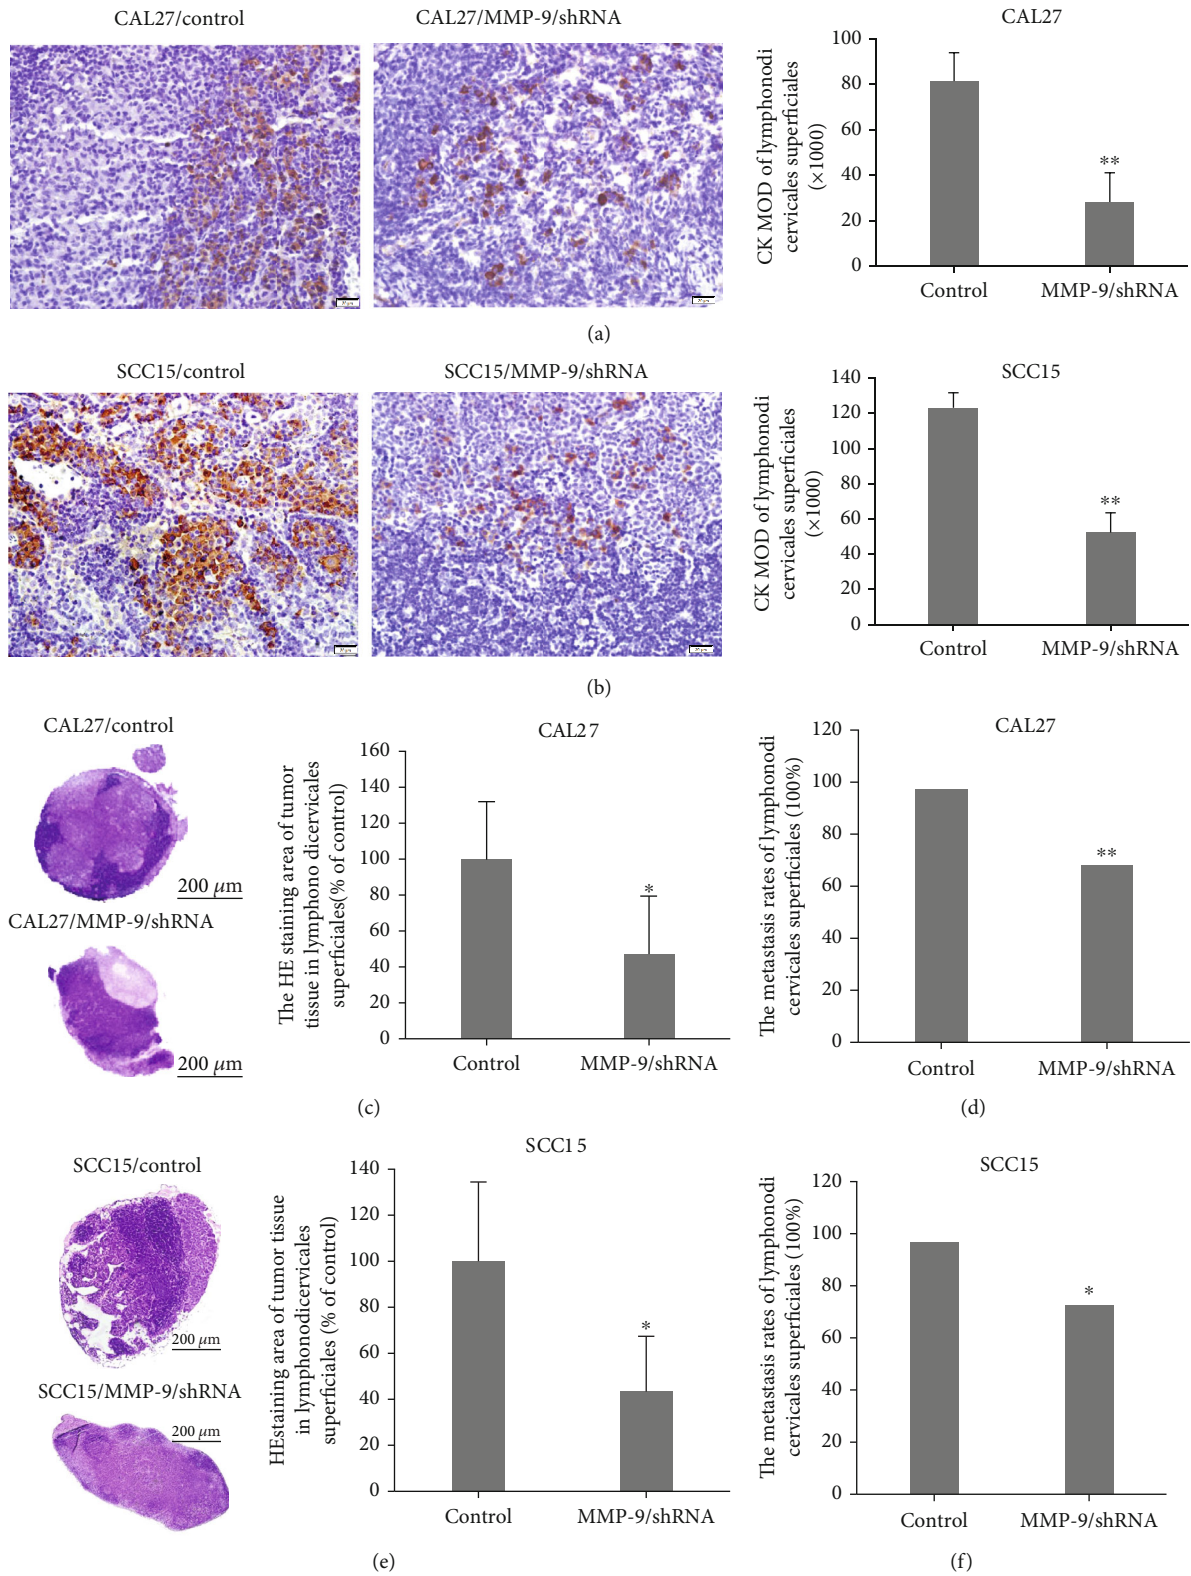 CAL27/control
CAL27/MMP-9/shRNA
CAL27
CK MOD of lymphonodi
cervicales superficiales
(×1000)
100
80
60
40
20
0
**
Control
MMP-9/shRNA
(a)
SCC15/control
SCC15/MMP-9/shRNA
SCC15
CK MOD of lymphonodi
cervicales superficiales
(×1000)
140
120
100
80
60
40
20
0
**
Control
MMP-9/shRNA
(b)
CAL27/control
200 μm
CAL27/MMP-9/shRNA
200 μm
CAL27
The HE staining area of tumor
tissue in lymphono dicervicales
superficiales(% of control)
160
140
120
100
80
60
40
20
0
*
Control
MMP-9/shRNA
(c)
CAL27
The metastasis rates of lymphonodi
cervicales superficiales (100%)
120
100
80
60
40
20
0
**
Control
MMP-9/shRNA
(d)
SCC15/control
200 μm
SCC15/MMP-9/shRNA
200 μm
SCC15
HEstaining area of tumor tissue
in lymphonodicervicales
superficiales (% of control)
140
120
100
80
60
40
20
0
*
Control
MMP-9/shRNA
(e)
SCC15
The metastasis rates of lymphonodi
cervicales superficiales (100%)
120
100
80
60
40
20
0
*
Control
MMP-9/shRNA
(f)